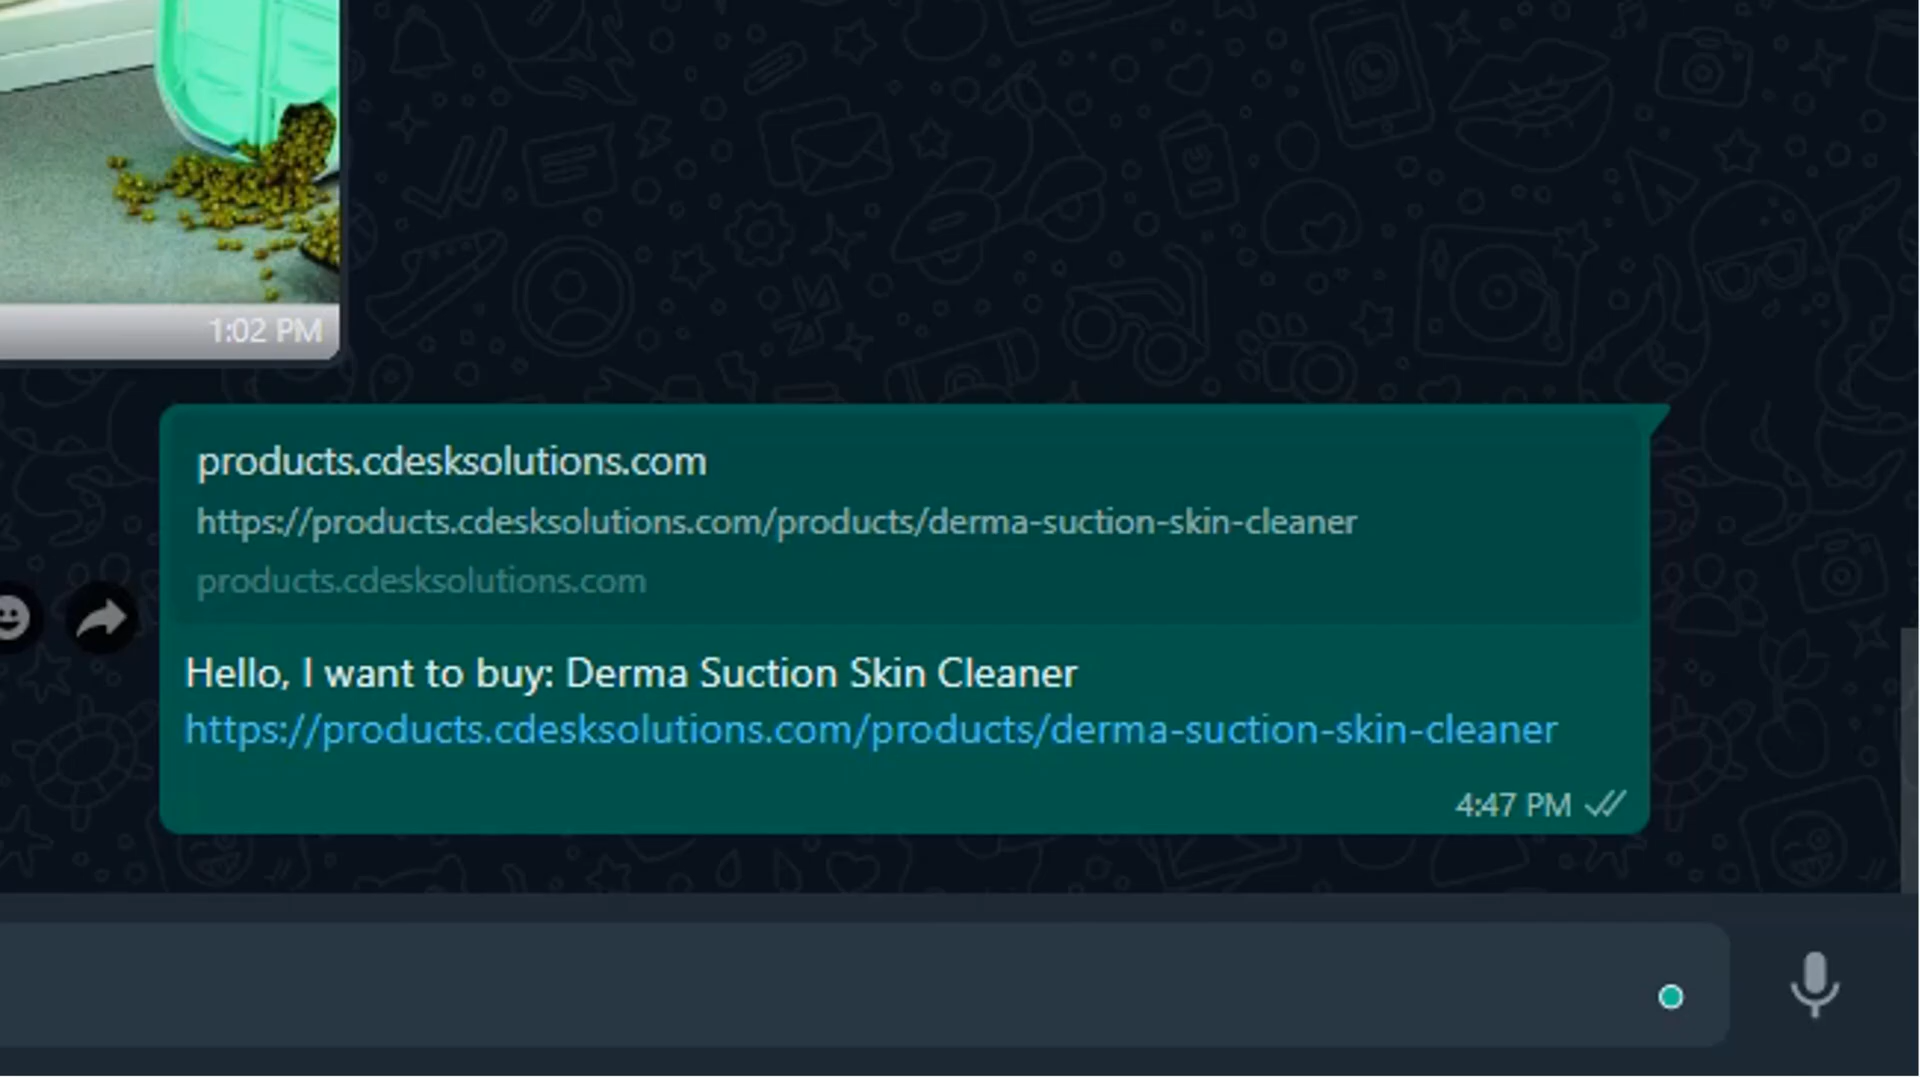 1:02 PM
products.cdesksolutions.com
https://products.cdesksolutions.com/products/derma-suction-skin-cleaner
products.cdesksolutions.com
Hello, I want to buy: Derma Suction Skin Cleaner
https://products.cdesksolutions.com/products/derma-suction-skin-cleaner
4:47 PM